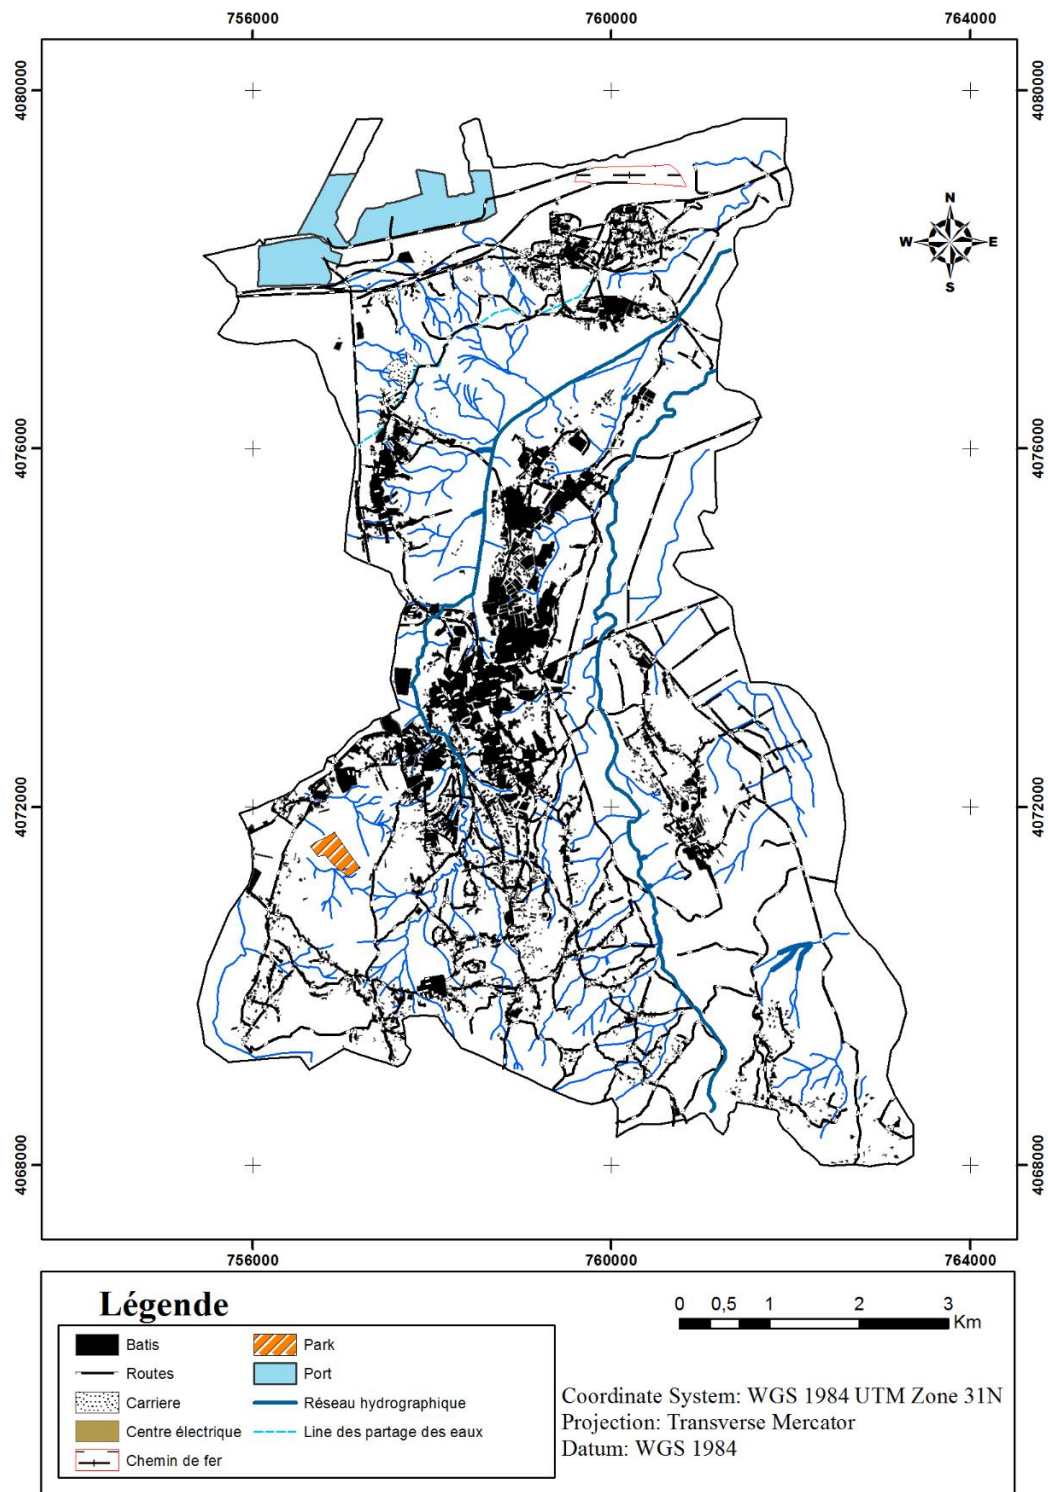 756000 760000 764000
4080000 4080000
N
W E
S
4076000 4076000
4072000 4072000
4068000 4068000
756000 760000 764000
Légende
Batis
Routes
Carriere
Centre électrique
Chemin de fer
Park
Port
Réseau hydrographique
Line des partage des eaux
0 0,5 1 2 3
Km
Coordinate System: WGS 1984 UTM Zone 31N
Projection: Transverse Mercator
Datum: WGS 1984